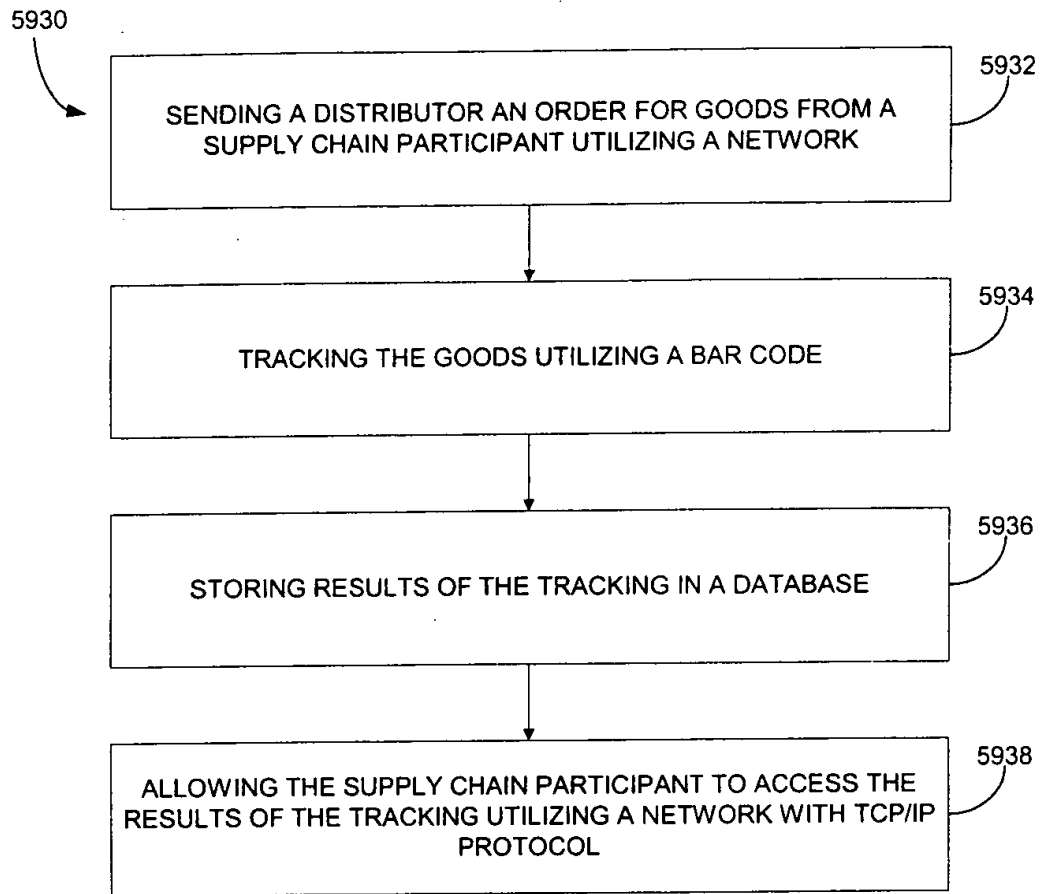 5930
5932
SENDING A DISTRIBUTOR AN ORDER FOR GOODS FROM A
SUPPLY CHAIN PARTICIPANT UTILIZING A NETWORK
5934
TRACKING THE GOODS UTILIZING A BAR CODE
5936
STORING RESULTS OF THE TRACKING IN A DATABASE
5938
ALLOWING THE SUPPLY CHAIN PARTICIPANT TO ACCESS THE
RESULTS OF THE TRACKING UTILIZING A NETWORK WITH TCP/IP
PROTOCOL